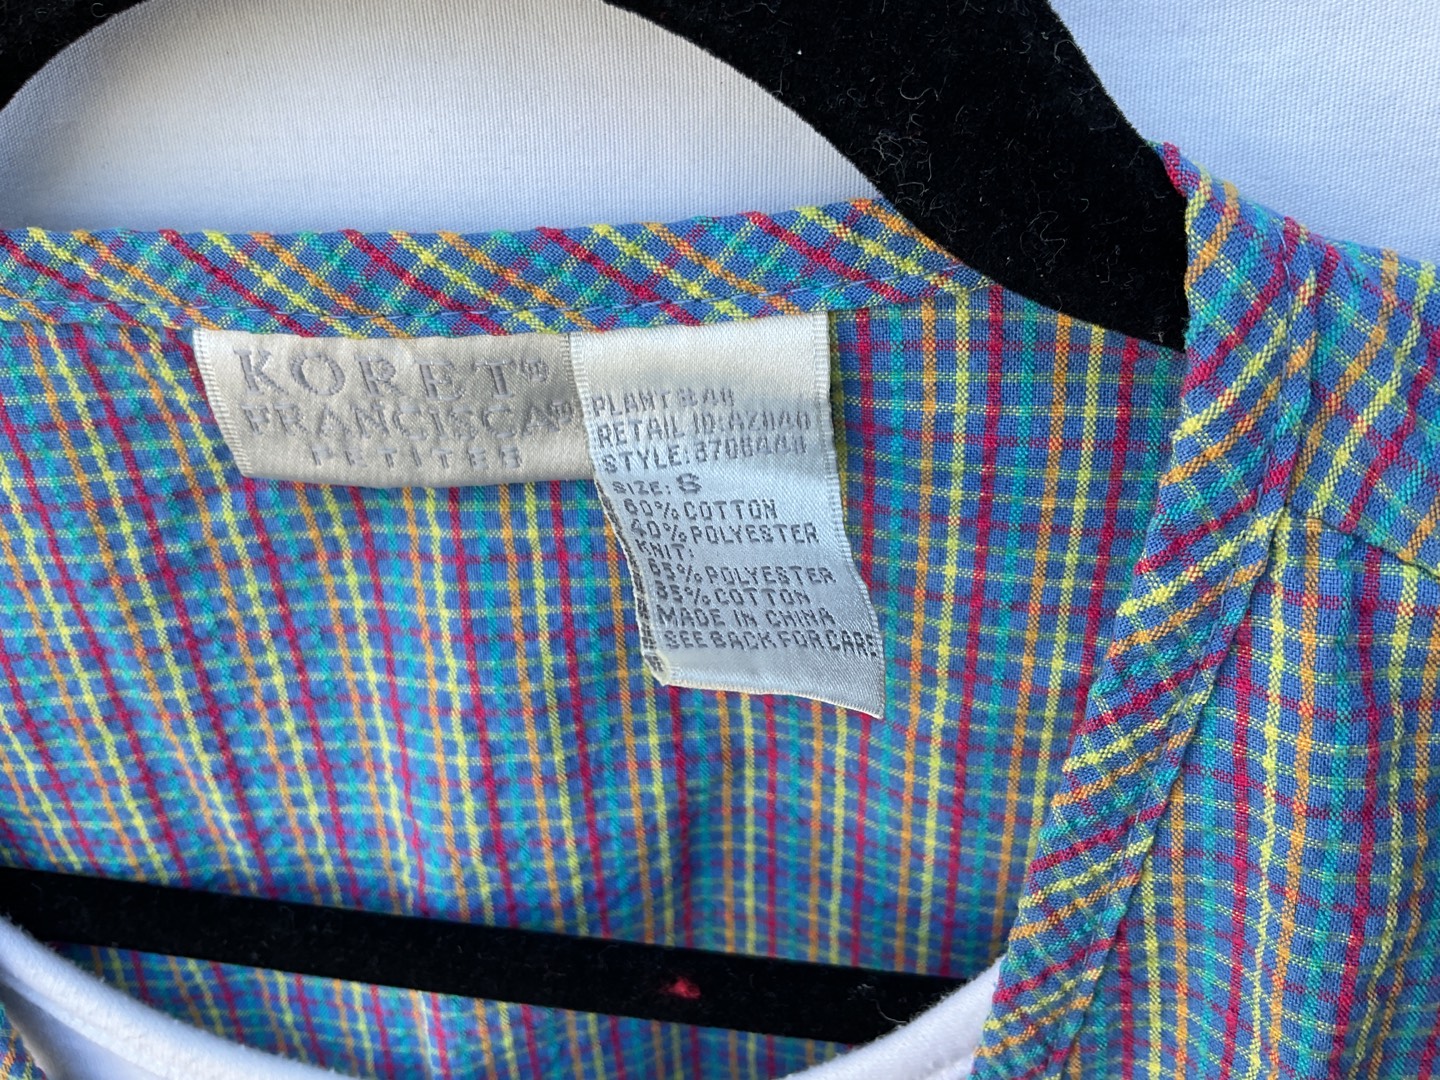 KORET
FRANCISCA
PETITES
RETAIL ID:
STYLE:
SIZE: S
60% COTTON
40% POLYESTER
KNIT:
65% POLYESTER
35% COTTON
MADE IN CHINA
SEE BACK FOR CARE